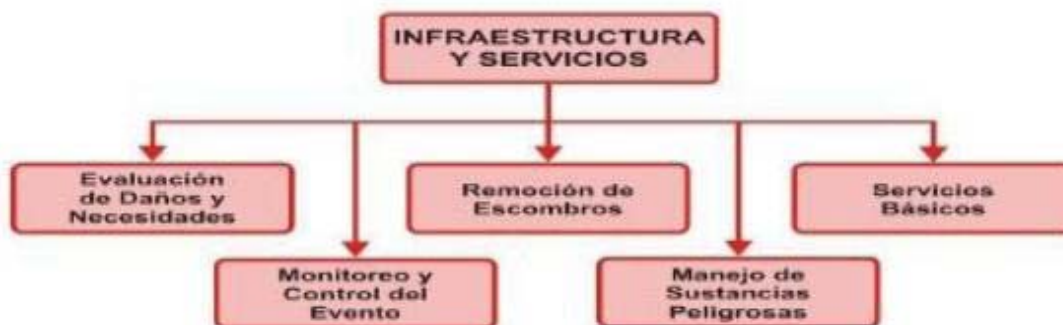 INFRAESTRUCTURA
Y SERVICIOS
Evaluación
de Daños y
Necesidades
Remoción de
Escombros
Servicios
Básicos
Monitoreo y
Control del
Evento
Manejo de
Sustancias
Peligrosas